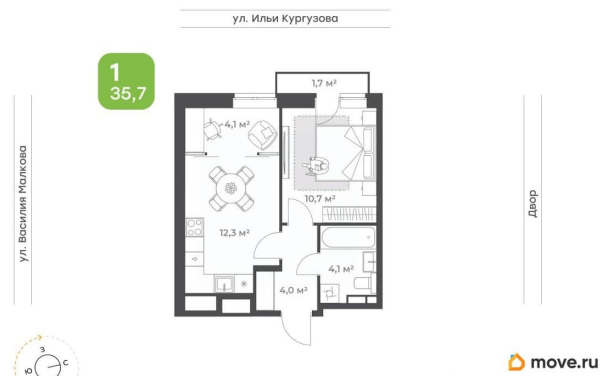 ул. Ильи Кургузова
1
35,7
1,7 м²
4,1 м²
10,7 м²
12,3 м²
4,1 м²
4,0 м²
ул. Василия Малкова
Двор
З
Ю
С
move.ru